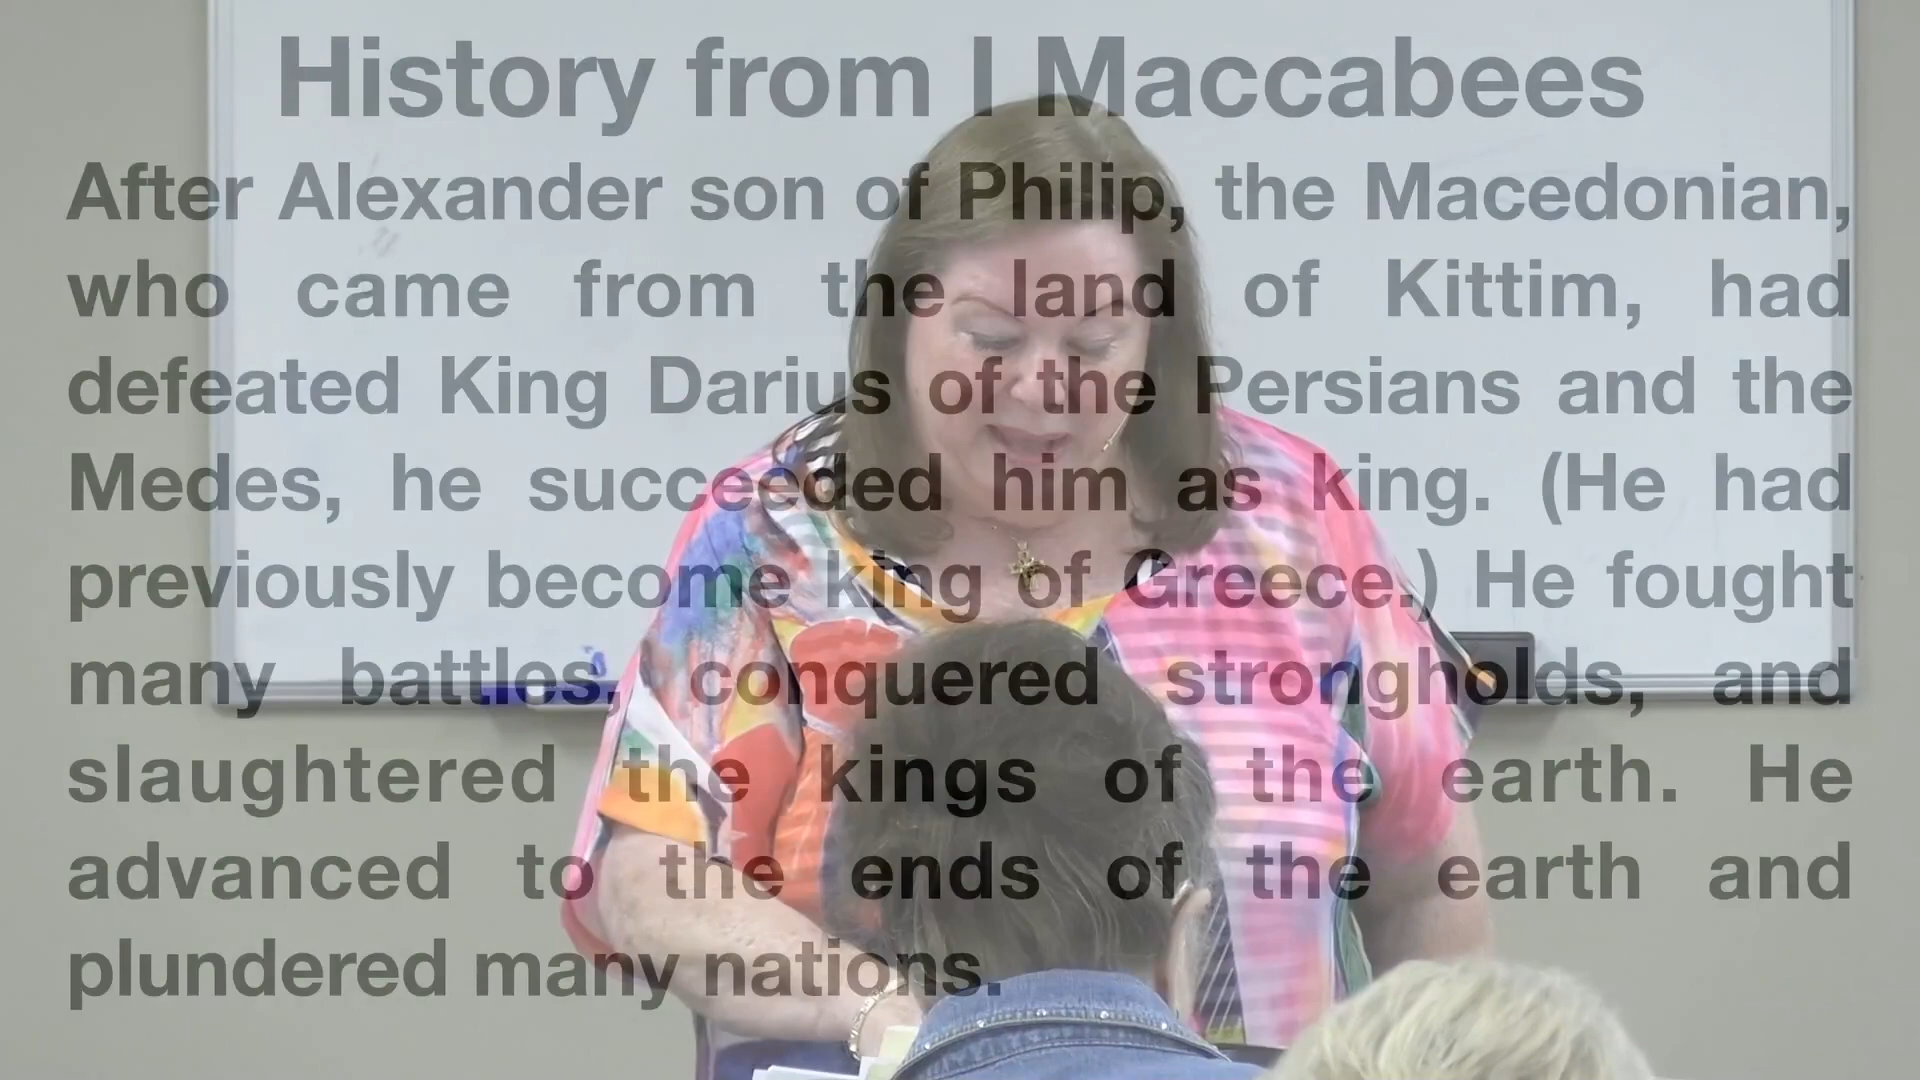 History from I Maccabees
After Alexander son of Philip, the Macedonian,
who came from the land of Kittim, had
defeated King Darius of the Persians and the
Medes, he succeeded him as king. (He had
previously become king of Greece.) He fought
many battles, conquered strongholds, and
slaughtered the kings of the earth. He
advanced to the ends of the earth and
plundered many nations.